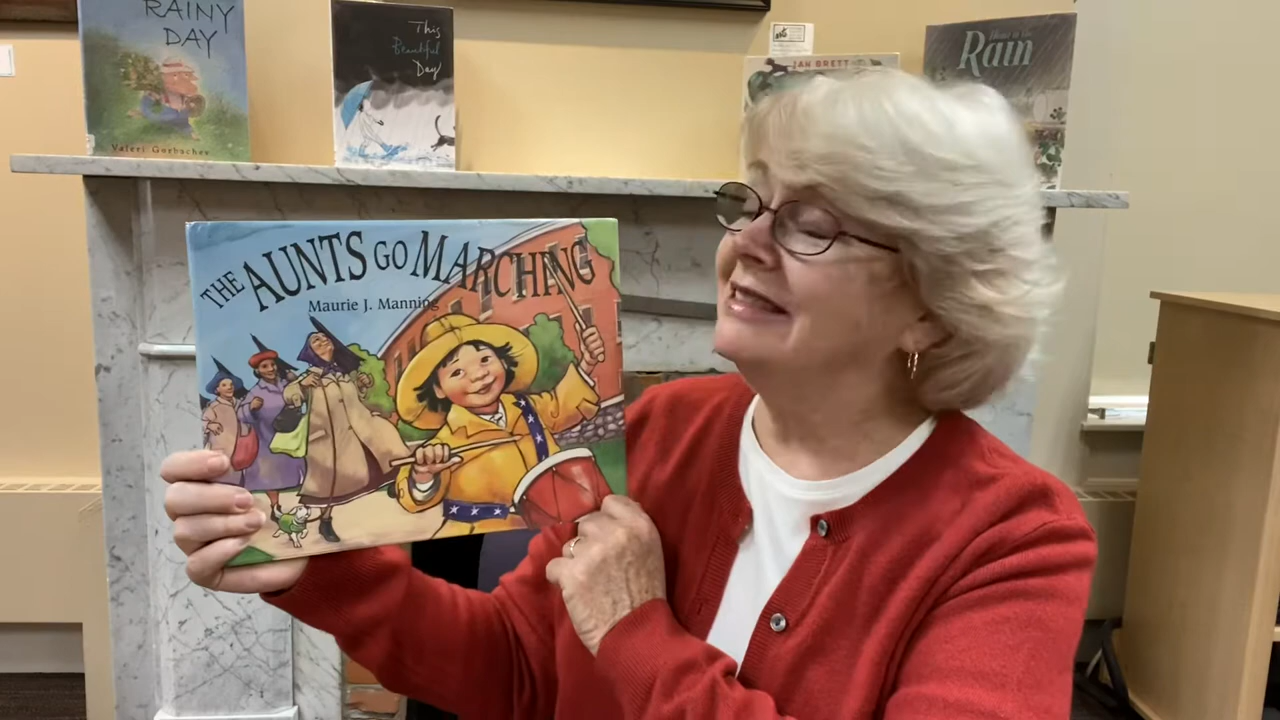 RAINY
DAY
Valeri Gorbachev
This
Beautiful
Day
JAN BRETT
Rain
THE AUNTS GO MARCHING
Maurie J. Manning